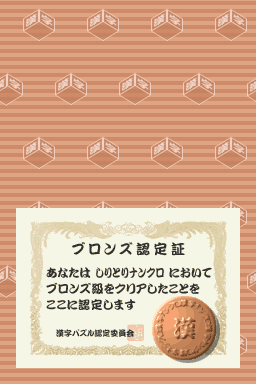 ブロンズ認定証
あなたは しりとりナンクロ において
ブロンズ級をクリアしたことを
ここに認定します
漢字パズル認定委員会
漢